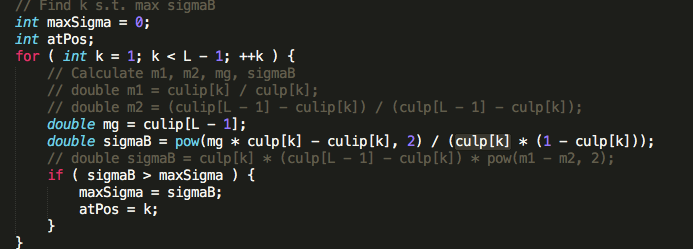 // Find k s.t. max sigmaB
int maxSigma = 0;
int atPos;
for ( int k = 1; k < L - 1; ++k ) {
// Calculate m1, m2, mg, sigmaB
// double m1 = culip[k] / culp[k];
// double m2 = (culip[L - 1] - culip[k]) / (culp[L - 1] - culp[k]);
double mg = culip[L - 1];
double sigmaB = pow(mg * culp[k] - culip[k], 2) / (culp[k] * (1 - culp[k]));
// double sigmaB = culp[k] * (culp[L - 1] - culp[k]) * pow(m1 - m2, 2);
if ( sigmaB > maxSigma ) {
maxSigma = sigmaB;
atPos = k;
}
}